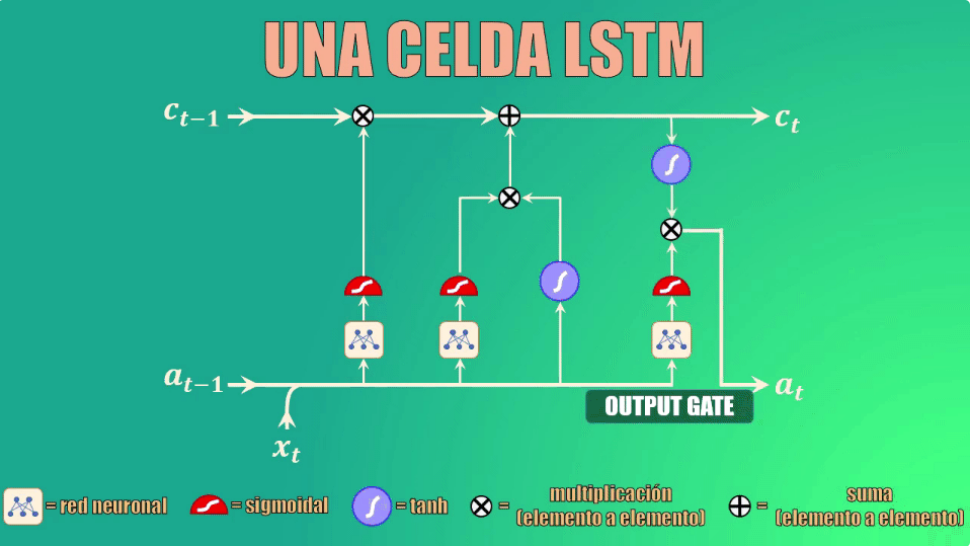 UNA CELDA LSTM
c_{t-1}
c_t
a_{t-1}
a_t
OUTPUT GATE
x_t
= red neuronal
= sigmoidal
= tanh
= multiplicación
(elemento a elemento)
= suma
(elemento a elemento)